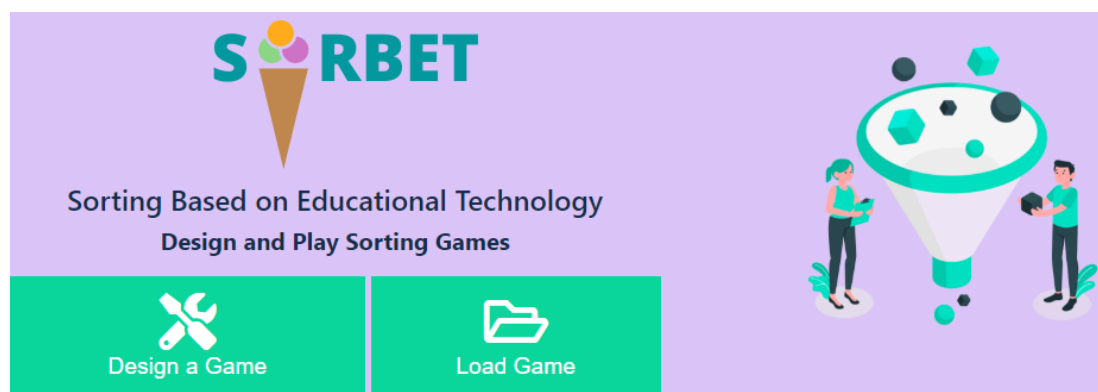 SORBET
Sorting Based on Educational Technology
Design and Play Sorting Games
Design a Game
Load Game